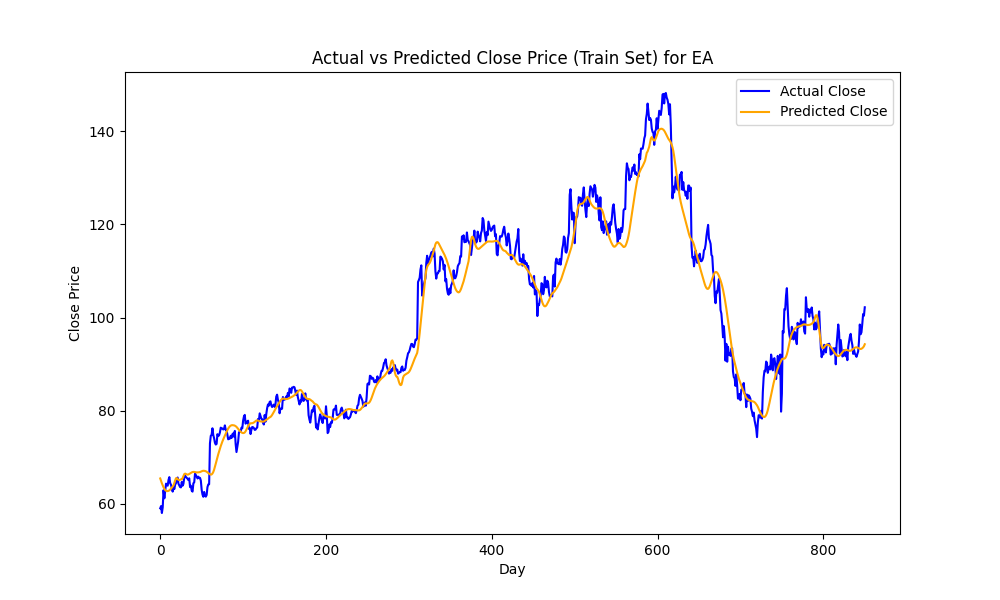 Actual vs Predicted Close Price (Train Set) for EA
Actual Close
Predicted Close
Close Price
140
120
100
80
60
0
200
400
600
800
Day